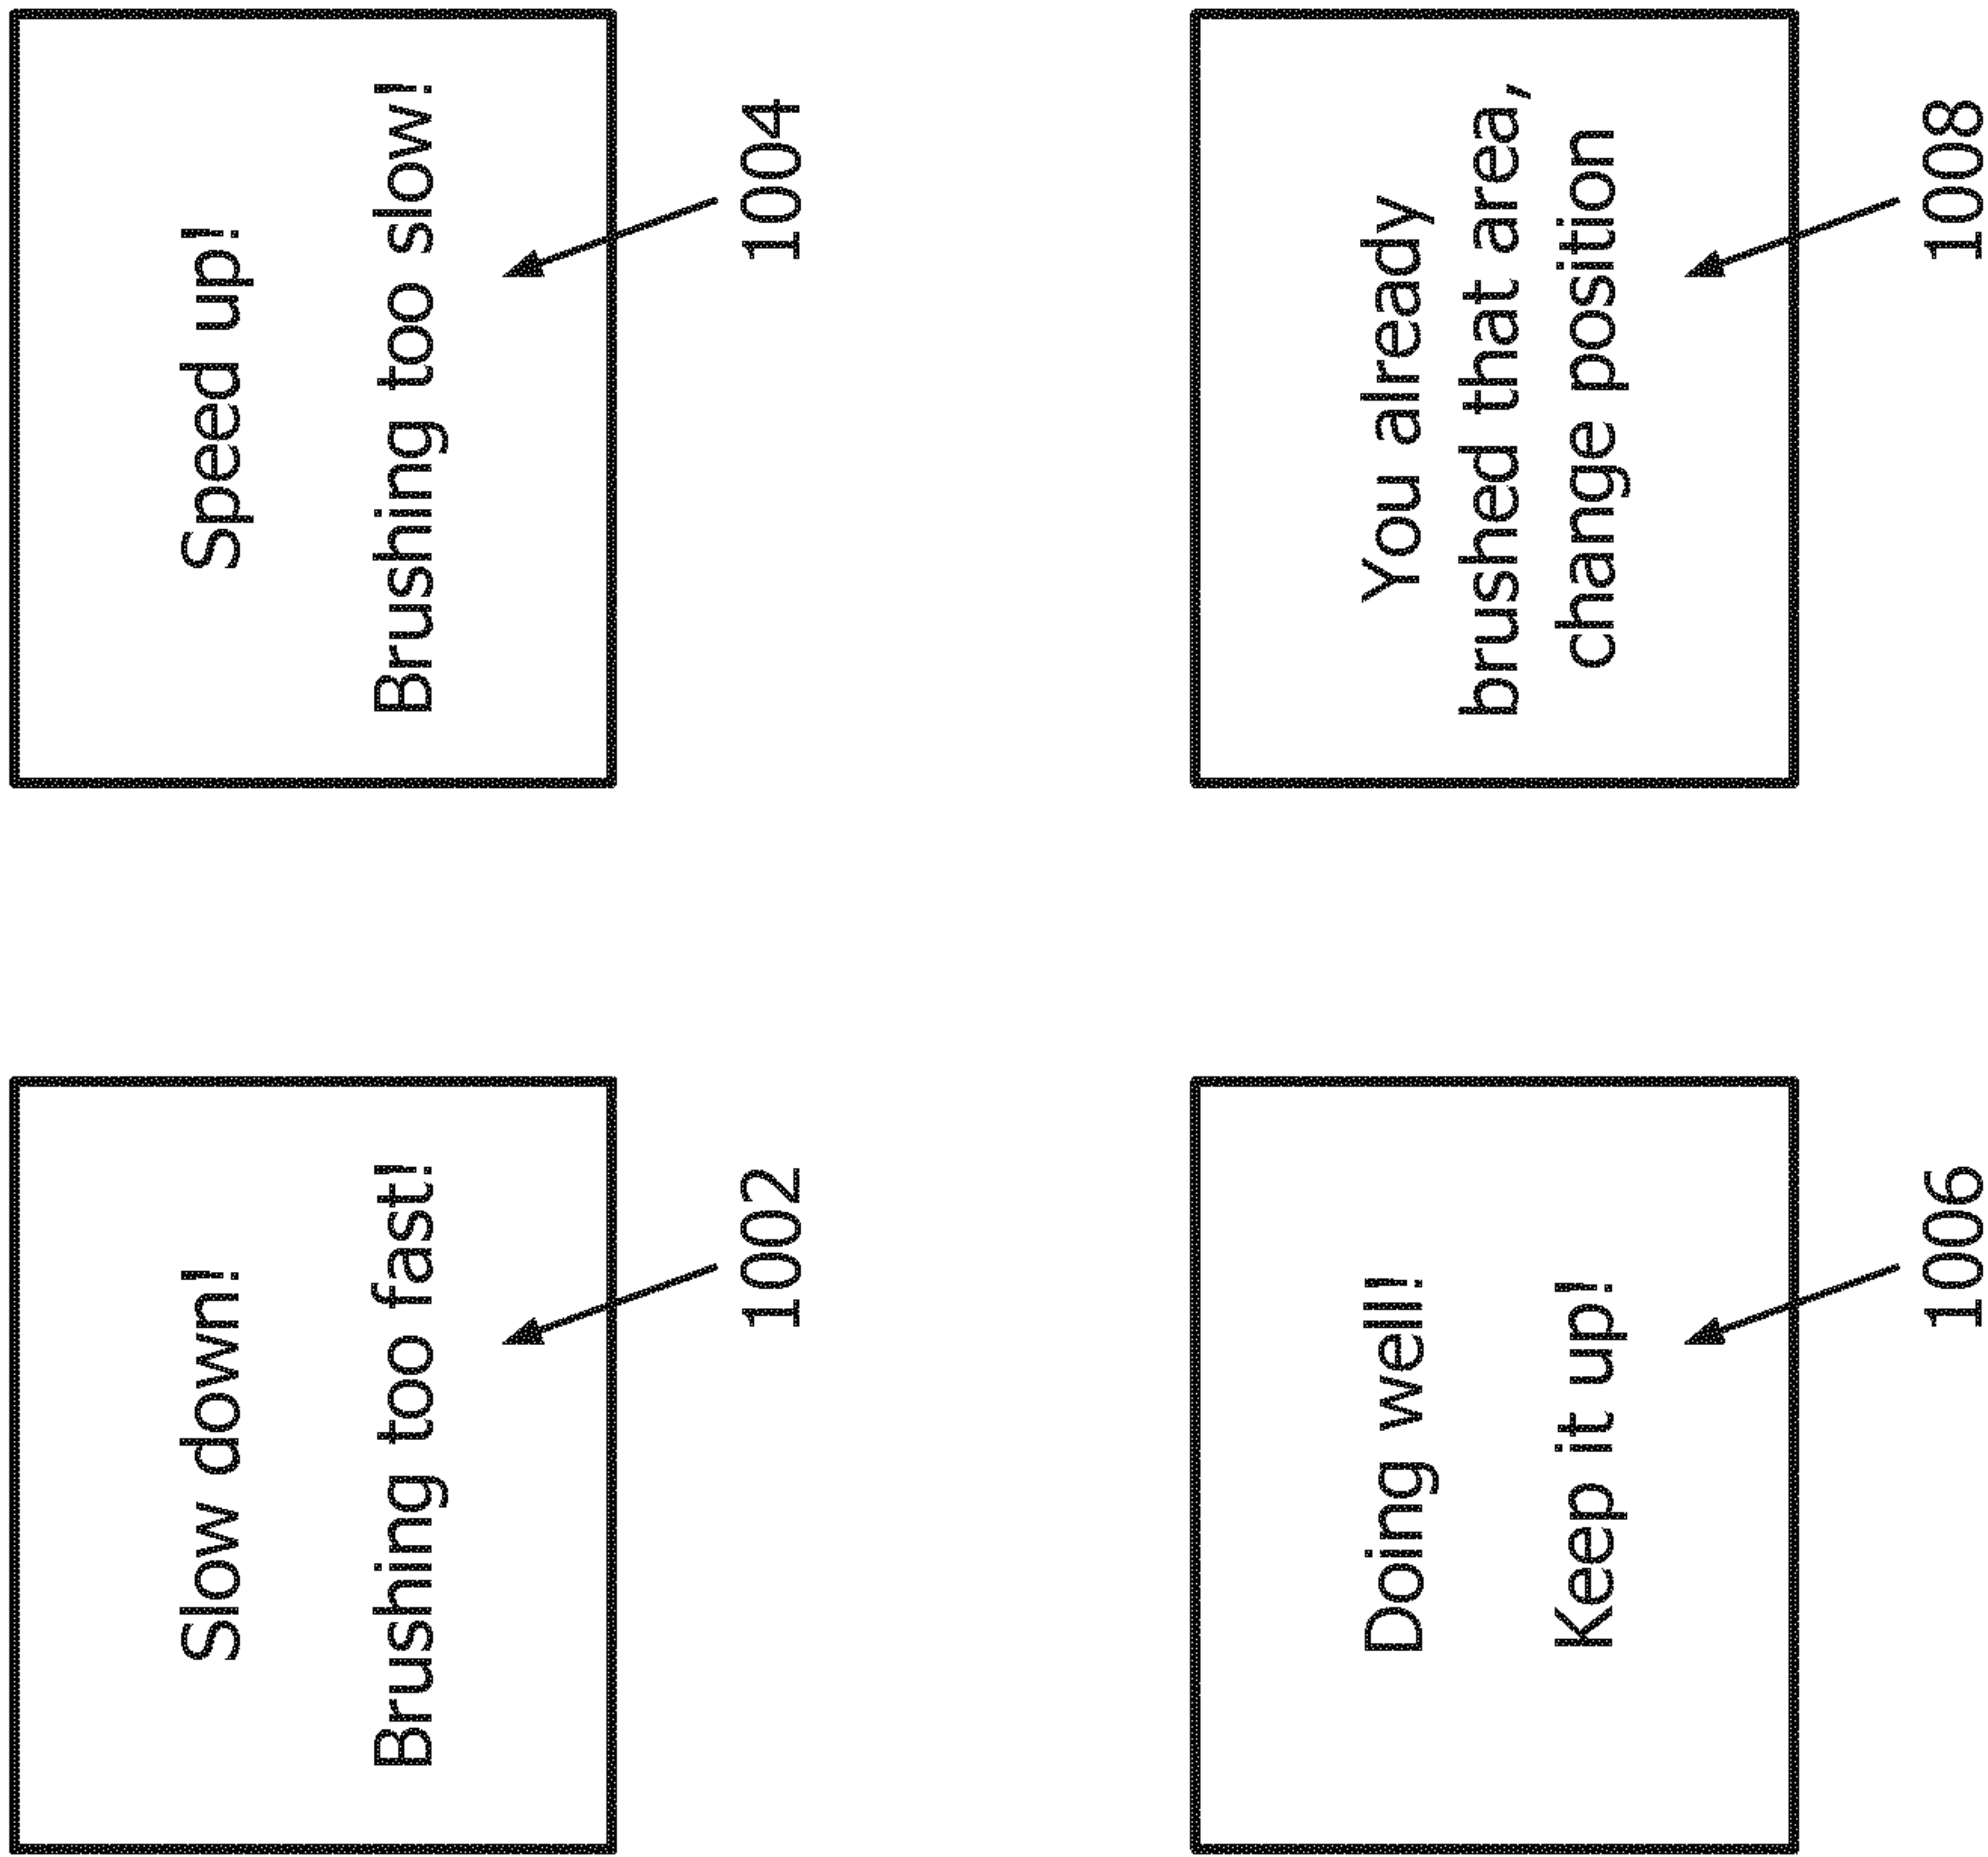 Slow down!
Brushing too fast!
1002
Speed up!
Brushing too slow!
1004
Doing well!
Keep it up!
1006
You already
brushed that area,
change position
1008